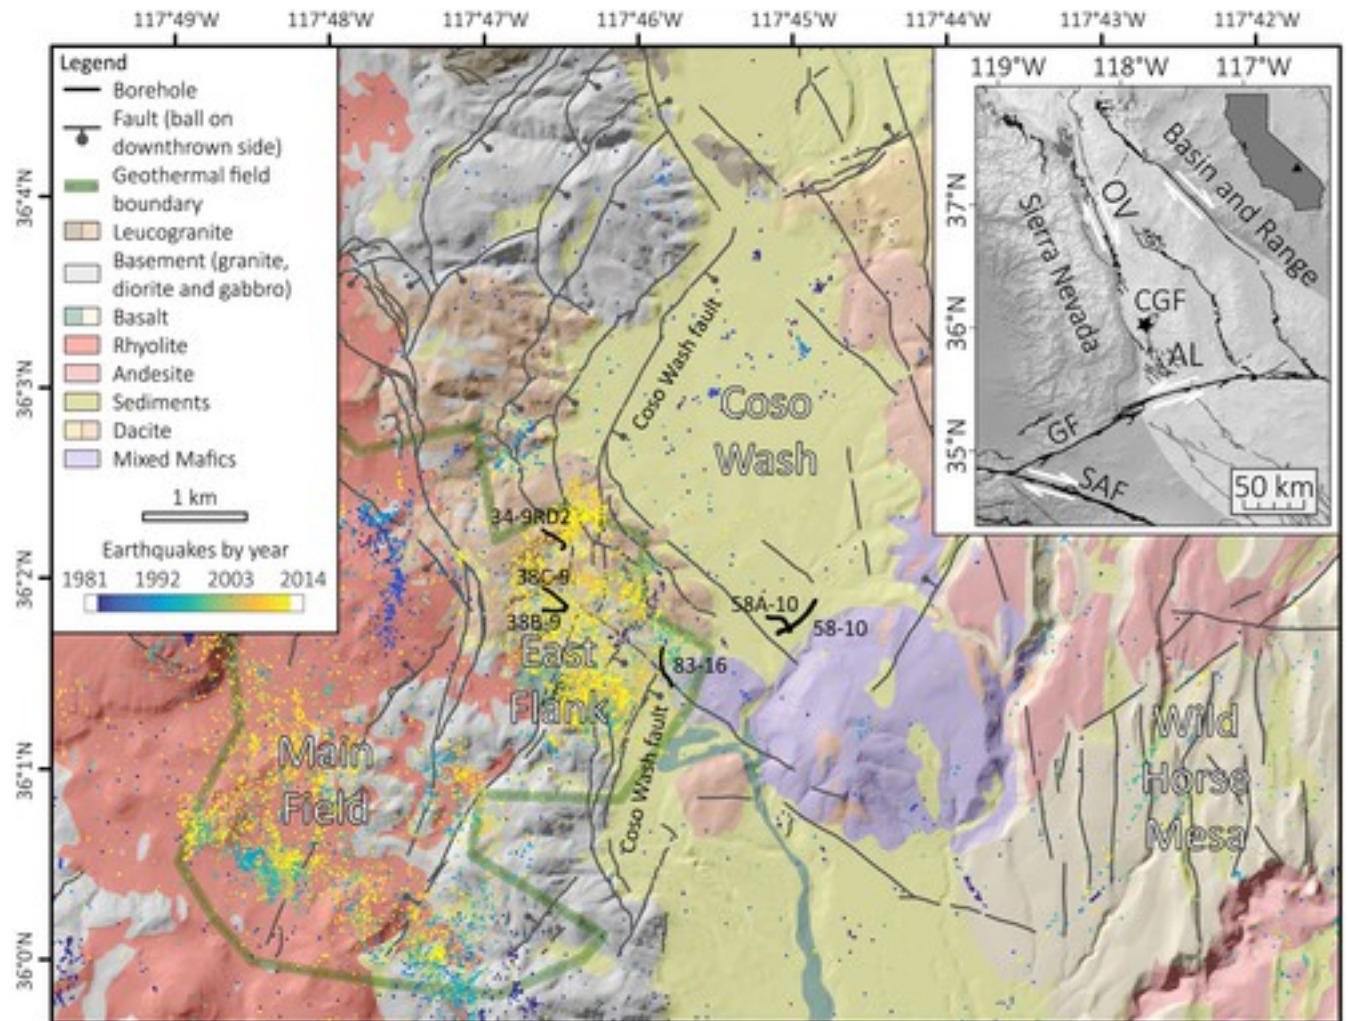 117°49'W 117°48'W 117°47'W 117°46'W 117°45'W 117°44'W 117°43'W 117°42'W
Legend
Borehole
Fault (ball on
downthrown side)
Geothermal field
boundary
Leucogranite
Basement (granite,
diorite and gabbro)
Basalt
Rhyolite
Andesite
Sediments
Dacite
Mixed Mafics
1 km
Earthquakes by year
1981 1992 2003 2014
36°4'N
36°3'N
36°2'N
36°1'N
36°0'N
119°W 118°W 117°W
37°N
36°N
35°N
Basin and Range
OV
Sierra Nevada
CGF
AL
GF
SAF
50 km
Coso Wash fault
Coso
Wash
34-9RD2
38C-9
38B-9
58A-10
58-10
83-16
East
Flank
Main
Field
Coso Wash fault
Wild
Horse
Mesa